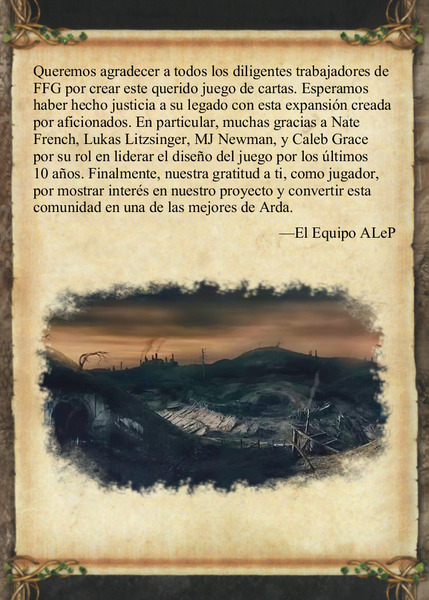 Queremos agradecer a todos los diligentes trabajadores de
FFG por crear este querido juego de cartas. Esperamos
haber hecho justicia a su legado con esta expansión creada
por aficionados. En particular, muchas gracias a Nate
French, Lukas Litzsinger, MJ Newman, y Caleb Grace
por su rol en liderar el diseño del juego por los últimos
10 años. Finalmente, nuestra gratitud a ti, como jugador,
por mostrar interés en nuestro proyecto y convertir esta
comunidad en una de las mejores de Arda.
—El Equipo ALeP